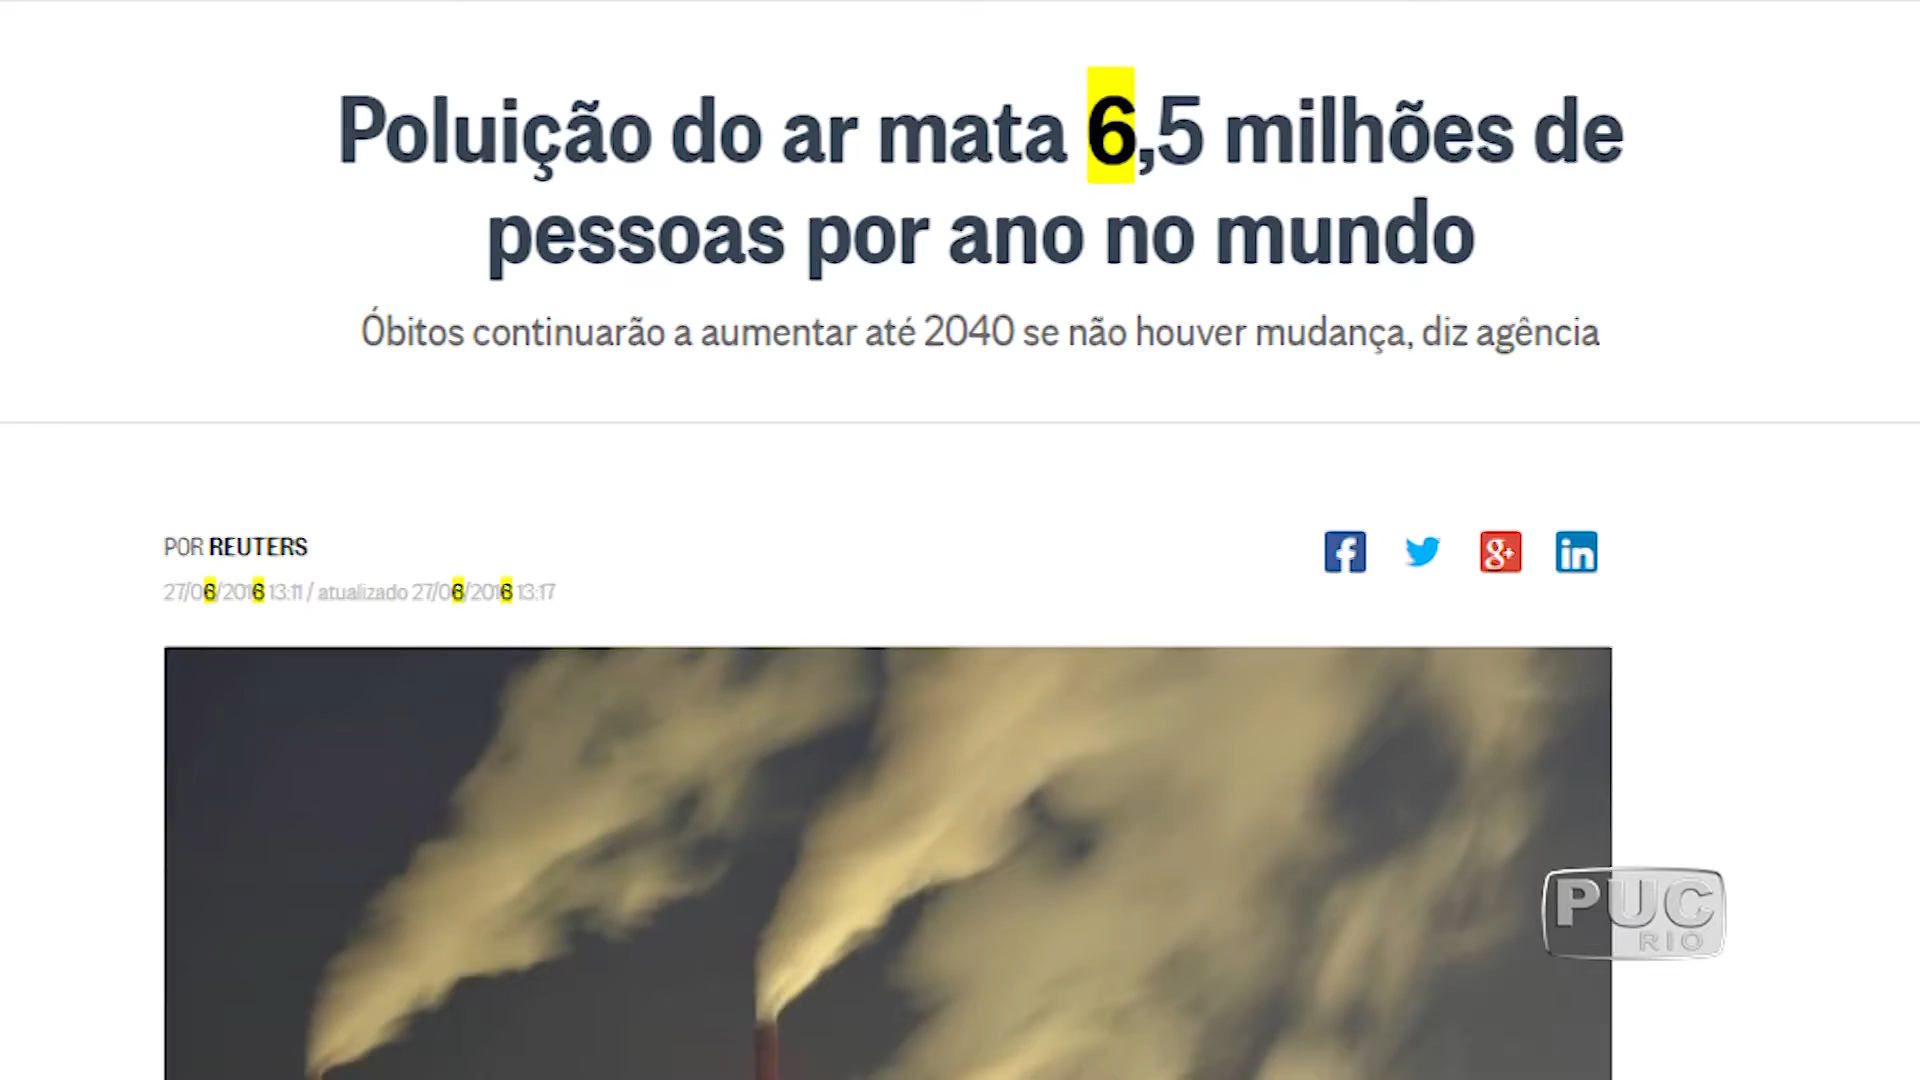 Poluição do ar mata 6,5 milhões de
pessoas por ano no mundo
Óbitos continuarão a aumentar até 2040 se não houver mudança, diz agência
POR REUTERS
27/06/2016 13:11 / atualizado 27/06/2016 13:17
f
g+
in
PUC
RIO